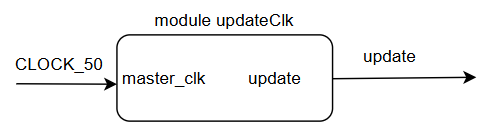 module updateClk
CLOCK_50
master_clk
update
update